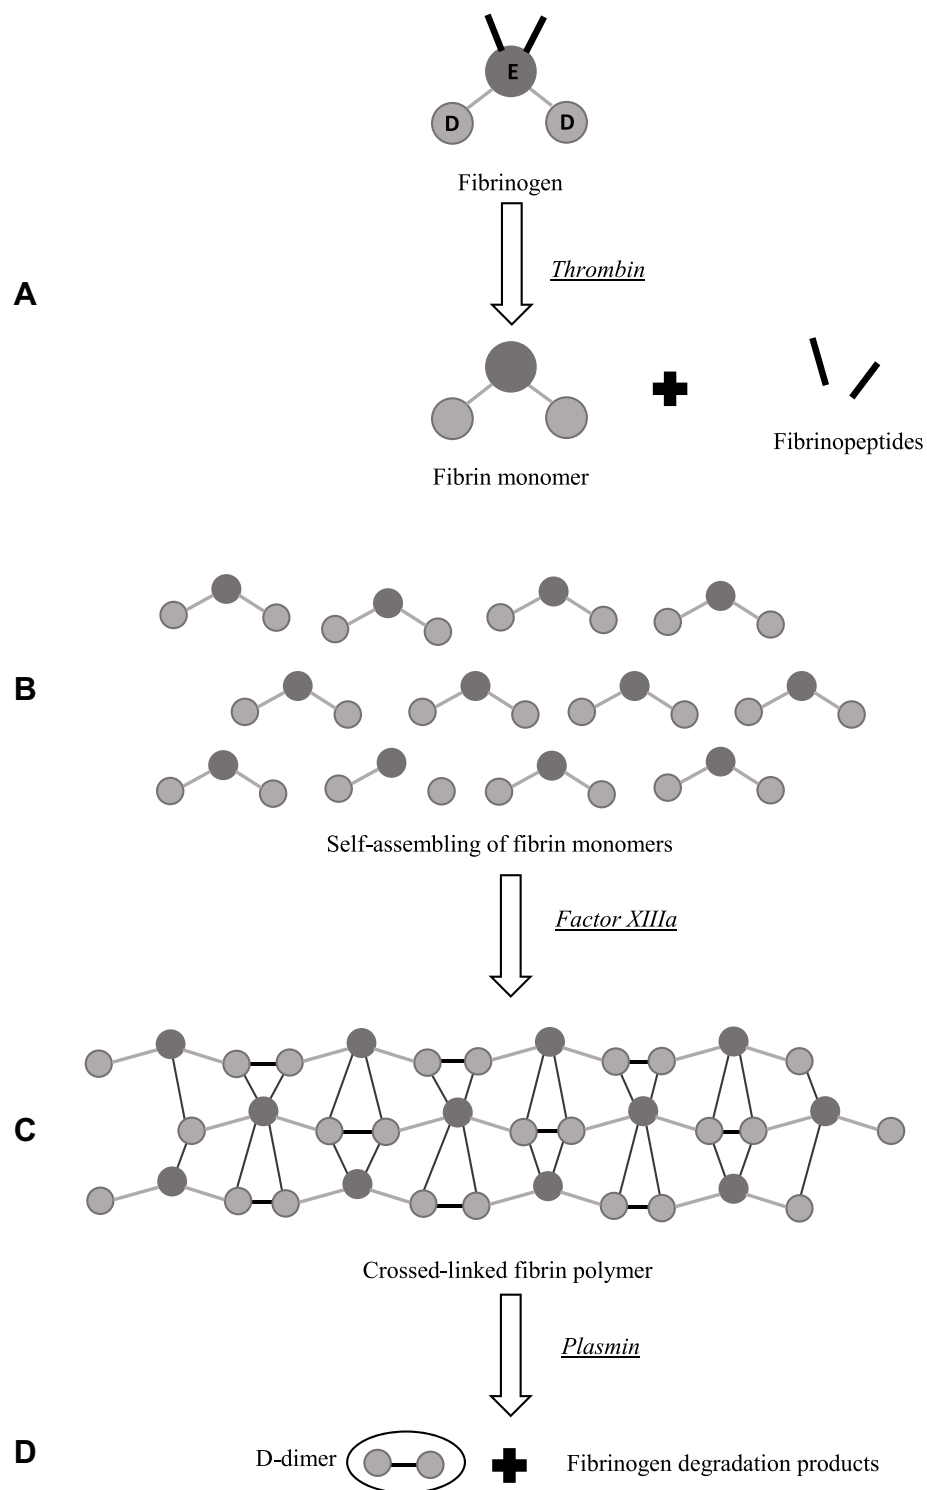 E
D D
Fibrinogen
Thrombin
A
Fibrinopeptides
Fibrin monomer
B
Self-assembling of fibrin monomers
Factor XIIIa
C
Crossed-linked fibrin polymer
Plasmin
D
D-dimer
Fibrinogen degradation products